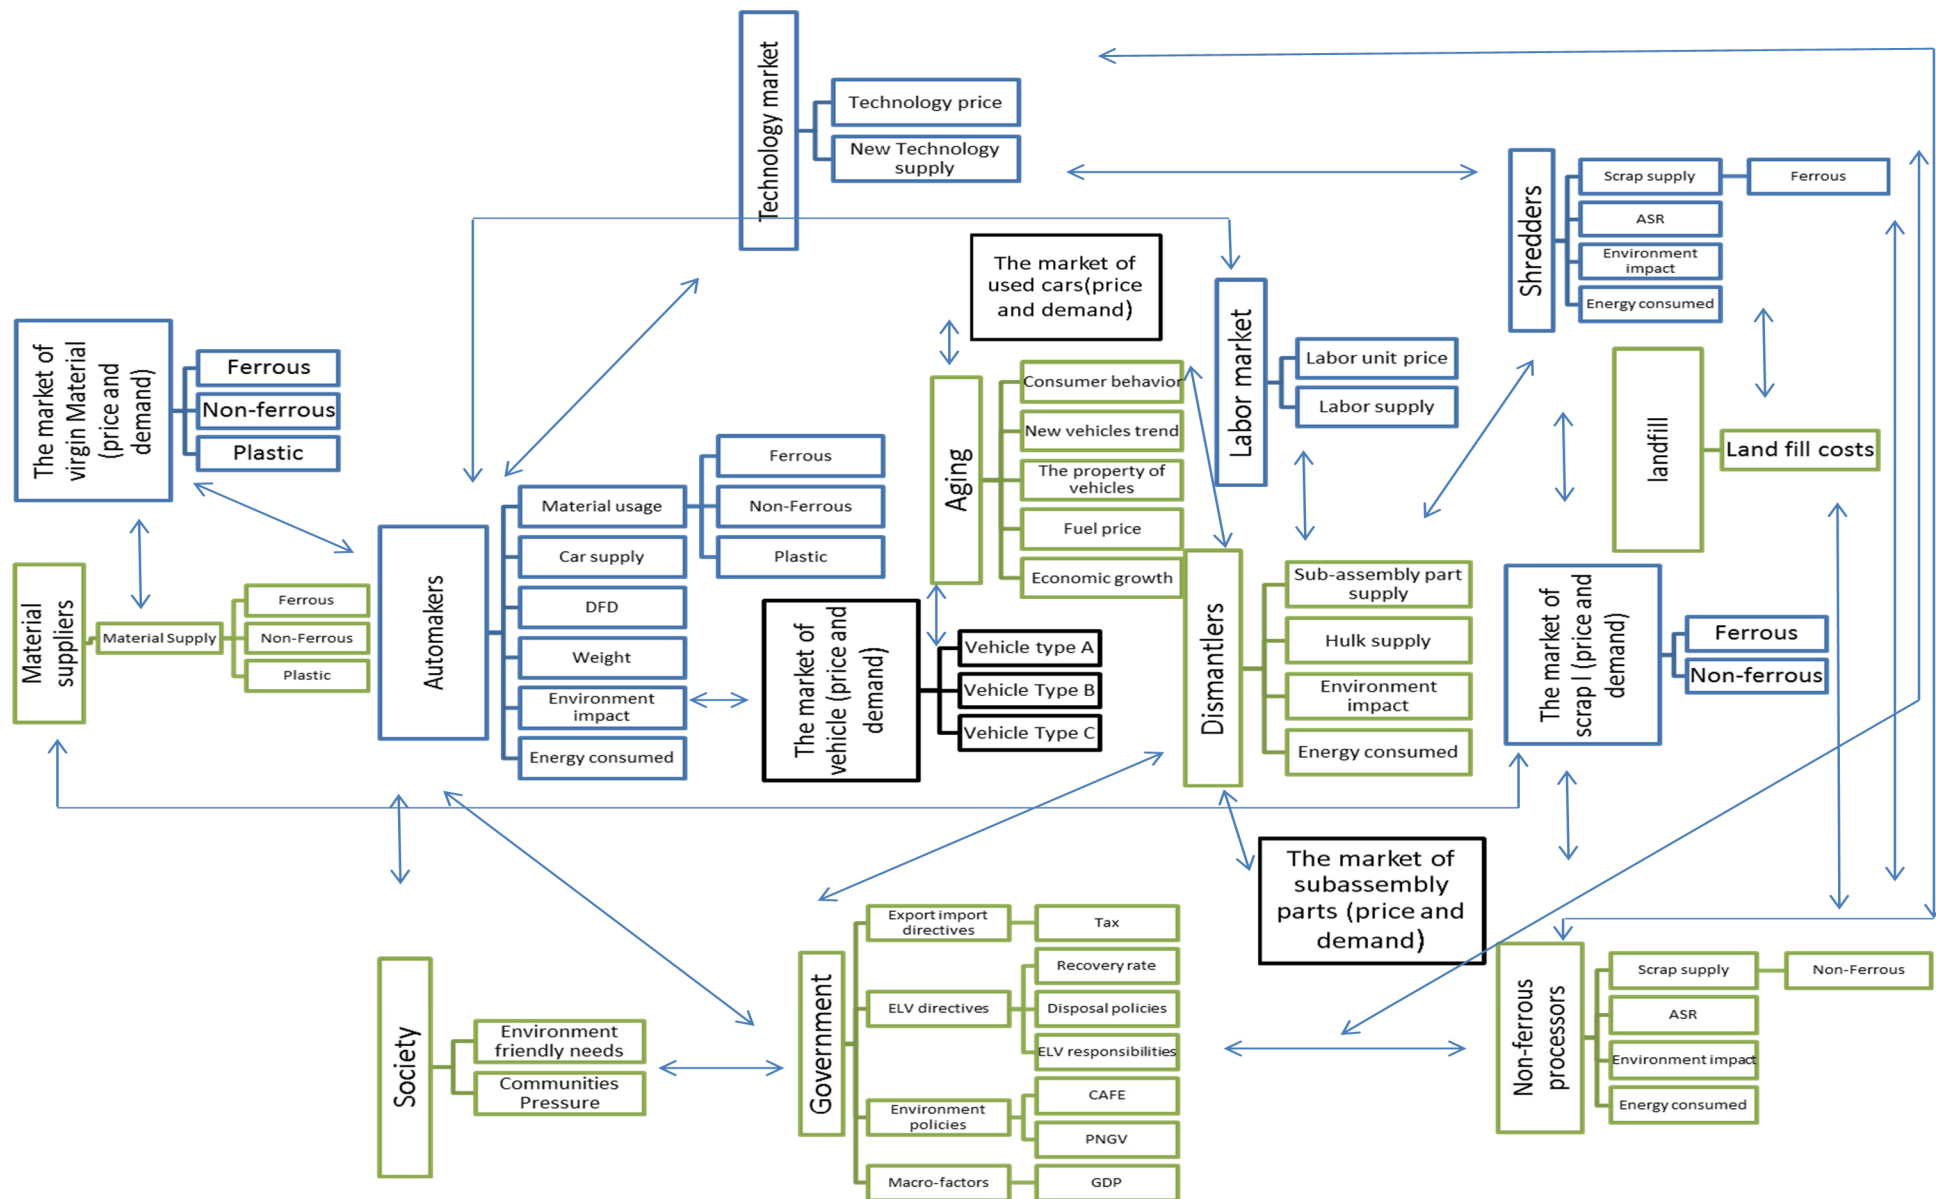 Technology market
Technology price
New Technology
supply
Shredders
Scrap supply
Ferrous
ASR
Environment
impact
Energy consumed
The market of
used cars(price
and demand)
Labor market
Labor unit price
Labor supply
The market of
virgin Material
(price and
demand)
Ferrous
Non-ferrous
Plastic
Aging
Consumer behavior
New vehicles trend
The property of
vehicles
Fuel price
Economic growth
landfill
Land fill costs
Material
suppliers
Material Supply
Ferrous
Non-Ferrous
Plastic
Automakers
Material usage
Ferrous
Non-Ferrous
Plastic
Car supply
DFD
Weight
Environment
impact
Energy consumed
The market of
vehicle (price and
demand)
Vehicle type A
Vehicle Type B
Vehicle Type C
Dismantlers
Sub-assembly part
supply
Hulk supply
Environment
impact
Energy consumed
The market of
scrap I (price and
demand)
Ferrous
Non-ferrous
The market of
subassembly
parts (price and
demand)
Society
Environment
friendly needs
Communities
Pressure
Government
Export import
directives
Tax
ELV directives
Recovery rate
Disposal policies
ELV responsibilities
Environment
policies
CAFE
PNGV
Macro-factors
GDP
Non-ferrous
processors
Scrap supply
Non-Ferrous
ASR
Environment impact
Energy consumed